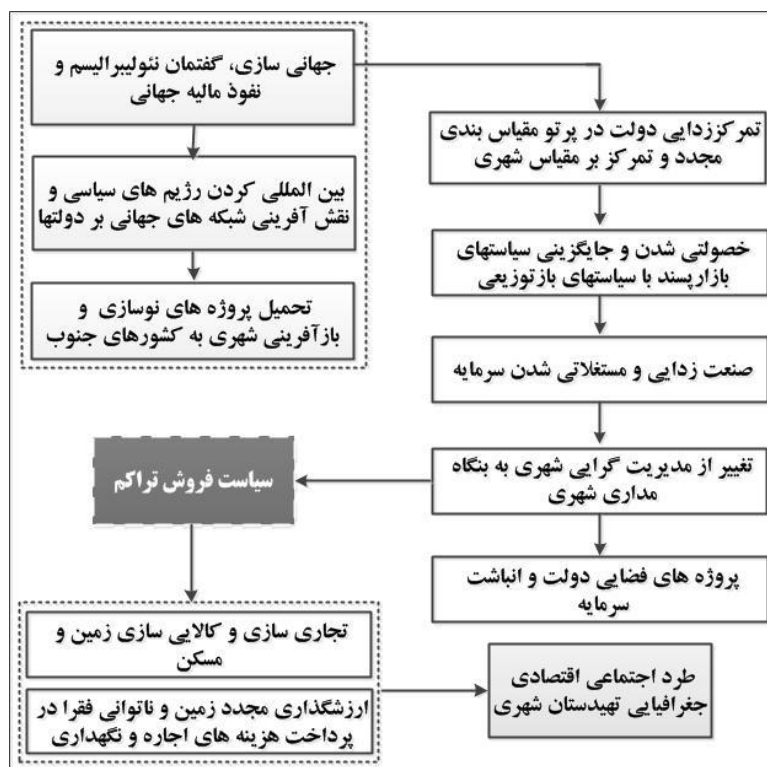 جهانی سازی، گفتمان نئولیبرالیسم و
نفوذ مالیه جهانی
بین المللی کردن رژیم های سیاسی و
نقش آفرینی شبکه های جهانی بر دولتها
تحمیل پروژه های نوسازی و
بازآفرینی شهری به کشورهای جنوب
تمرکززدایی دولت در پرتو مقیاس بندی
مجدد و تمرکز بر مقیاس شهری
خصولتی شدن و جایگزینی سیاستهای
بازارپسند با سیاستهای بازتوزیعی
صنعت زدایی و مستغلاتی شدن سرمایه
تغییر از مدیریت گرایی شهری به بنگاه
مداری شهری
پروژه های فضایی دولت و انباشت
سرمایه
سیاست فروش تراکم
تجاری سازی و کالایی سازی زمین و
مسکن
ارزشگذاری مجدد زمین و ناتوانی فقرا در
پرداخت هزینه های اجاره و نگهداری
طرد اجتماعی اقتصادی
جغرافیایی تهیدستان شهری